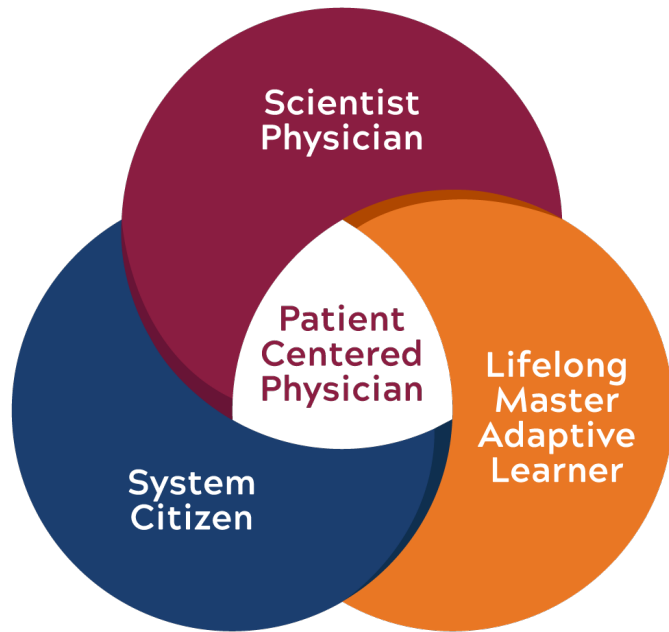 Scientist
Physician
Patient
Centered
Physician
Lifelong
Master
Adaptive
Learner
System
Citizen